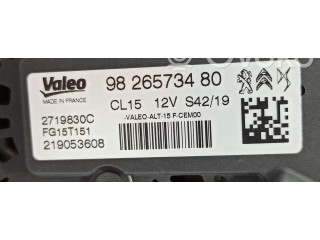 Valeo
MADE IN FRANCE
98 265734 80
CL15 12V S42/19
-VALEO-ALT-15 F-CEM00
2719830C
FG15T151
219053608